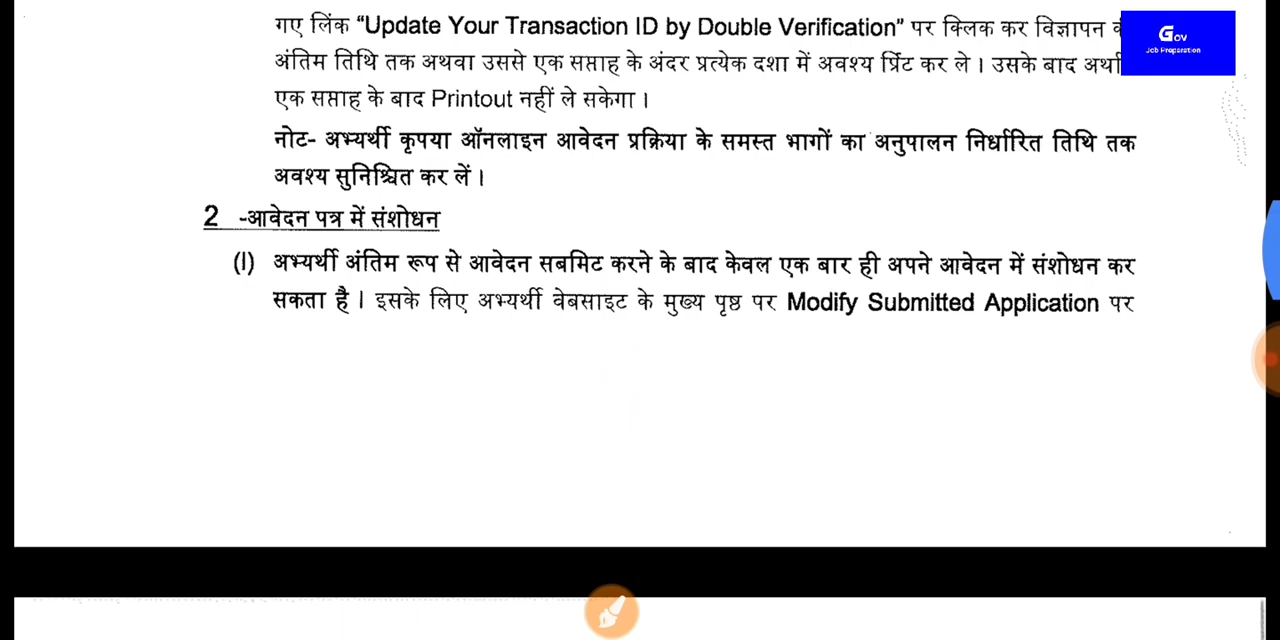 गए लिंक “Update Your Transaction ID by Double Verification” पर क्लिक कर विज्ञापन
अंतिम तिथि तक अथवा उससे एक सप्ताह के अंदर प्रत्येक दशा में अवश्य प्रिंट कर ले। उसके बाद
एक सप्ताह के बाद Printout नहीं ले सकेगा।
नोट- अभ्यर्थी कृपया ऑनलाइन आवेदन प्रक्रिया के समस्त भागों का अनुपालन निर्धारित तिथि तक
अवश्य सुनिश्चित कर लें।
2 -आवेदन पत्र में संशोधन
(I) अभ्यर्थी अंतिम रूप से आवेदन सबमिट करने के बाद केवल एक बार ही अपने आवेदन में संशोधन कर
सकता है। इसके लिए अभ्यर्थी वेबसाइट के मुख्य पृष्ठ पर Modify Submitted Application पर
Gov
Job Preparation